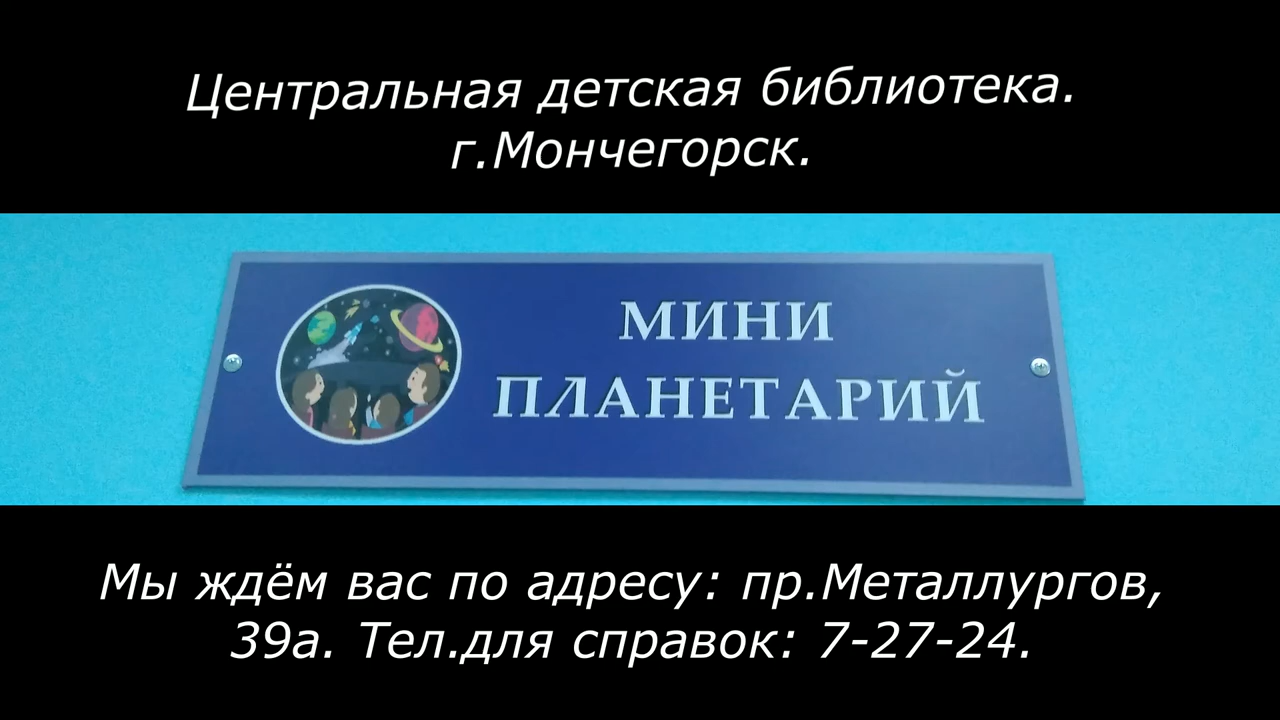 Центральная детская библиотека.
г.Мончегорск.
МИНИ
ПЛАНЕТАРИЙ
Мы ждём вас по адресу: пр.Металлургов,
39а. Тел.для справок: 7-27-24.